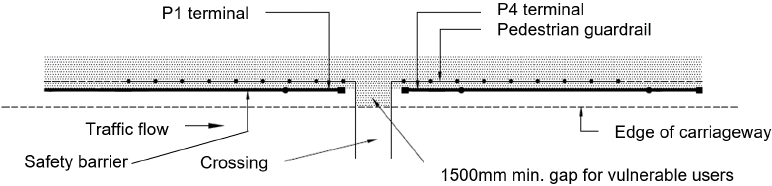 P1 terminal
P4 terminal
Pedestrian guardrail
Traffic flow
Edge of carriageway
Safety barrier
Crossing
1500mm min. gap for vulnerable users